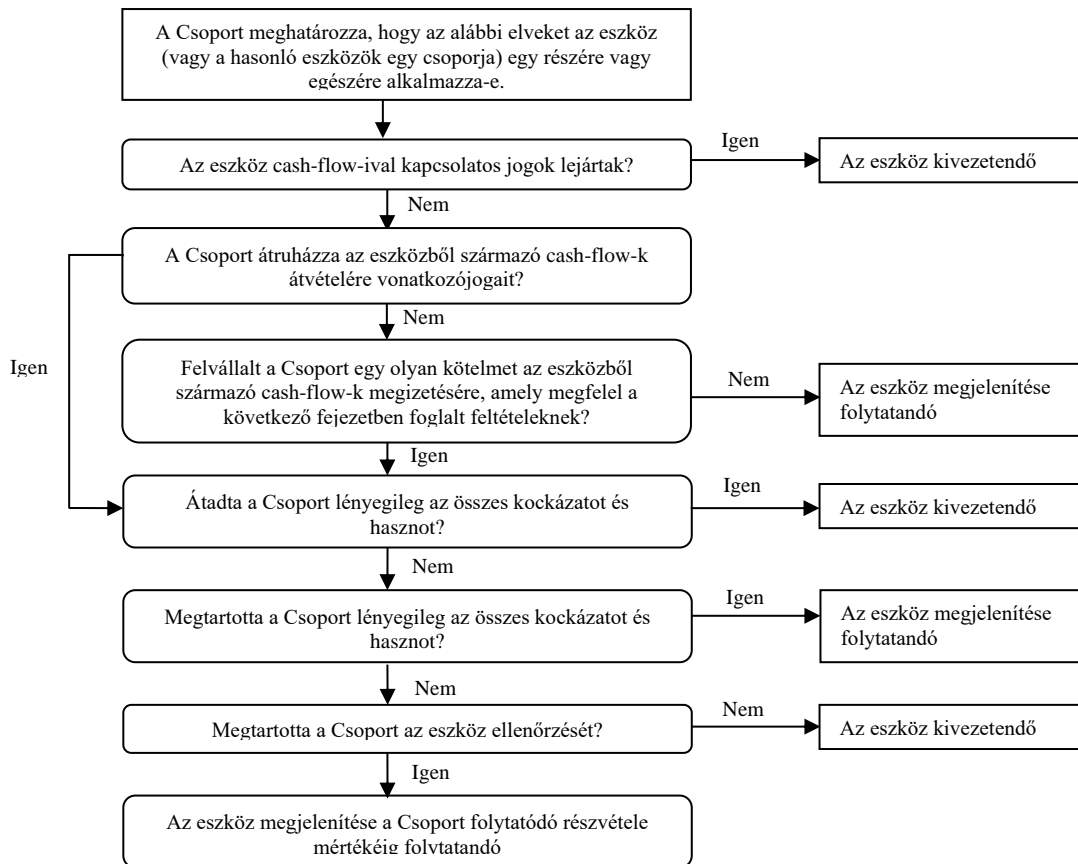 A Csoport meghatározza, hogy az alábbi elveket az eszköz
(vagy a hasonló eszközök egy csoporja) egy részére vagy
egészére alkalmazza-e.
Igen
Az eszköz cash-flow-ival kapcsolatos jogok lejártak?
Az eszköz kivezetendő
Nem
A Csoport átruházza az eszközből származó cash-flow-k
átvételére vonatkozójogait?
Nem
Igen
Felvállalt a Csoport egy olyan kötelmet az eszközből
származó cash-flow-k megizetésére, amely megfelel a
következő fejezetben foglalt feltételeknek?
Nem
Az eszköz megjelenítése
folytatandó
Igen
Átadta a Csoport lényegileg az összes kockázatot és
hasznot?
Igen
Az eszköz kivezetendő
Nem
Megtartotta a Csoport lényegileg az összes kockázatot és
hasznot?
Igen
Az eszköz megjelenítése
folytatandó
Nem
Megtartotta a Csoport az eszköz ellenőrzését?
Nem
Az eszköz kivezetendő
Igen
Az eszköz megjelenítése a Csoport folytatódó részvétele
mértékéig folytatandó